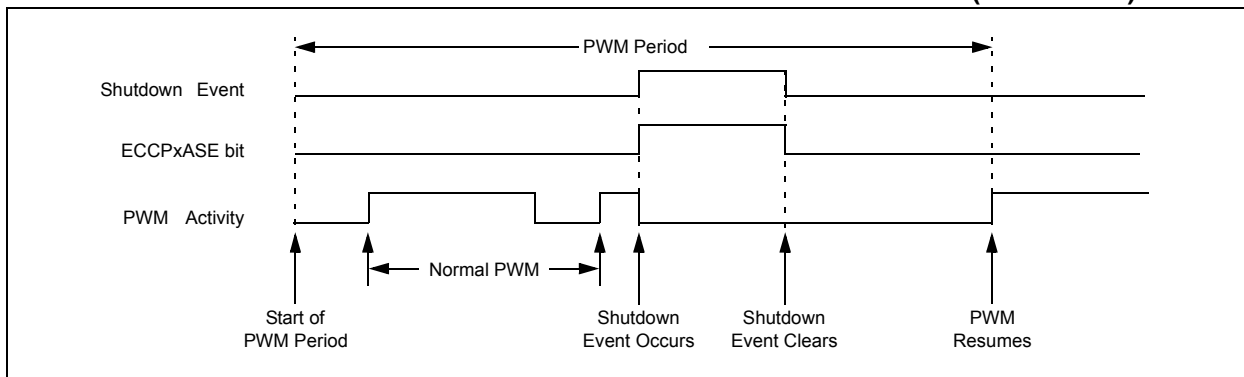 PWM Period
Shutdown Event
ECCPxASE bit
PWM Activity
Normal PWM
Start of
PWM Period
Shutdown
Event Occurs
Shutdown
Event Clears
PWM
Resumes